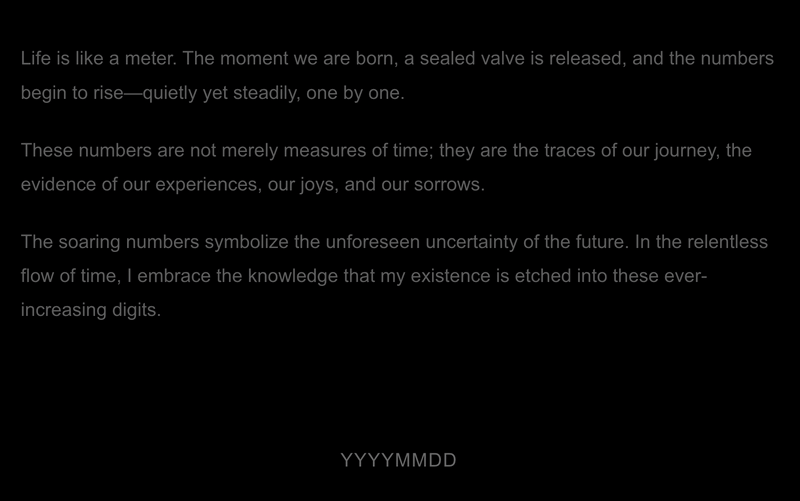 Life is like a meter. The moment we are born, a sealed valve is released, and the numbers
begin to rise—quietly yet steadily, one by one.
These numbers are not merely measures of time; they are the traces of our journey, the
evidence of our experiences, our joys, and our sorrows.
The soaring numbers symbolize the unforeseen uncertainty of the future. In the relentless
flow of time, I embrace the knowledge that my existence is etched into these ever-
increasing digits.
YYYYMMDD